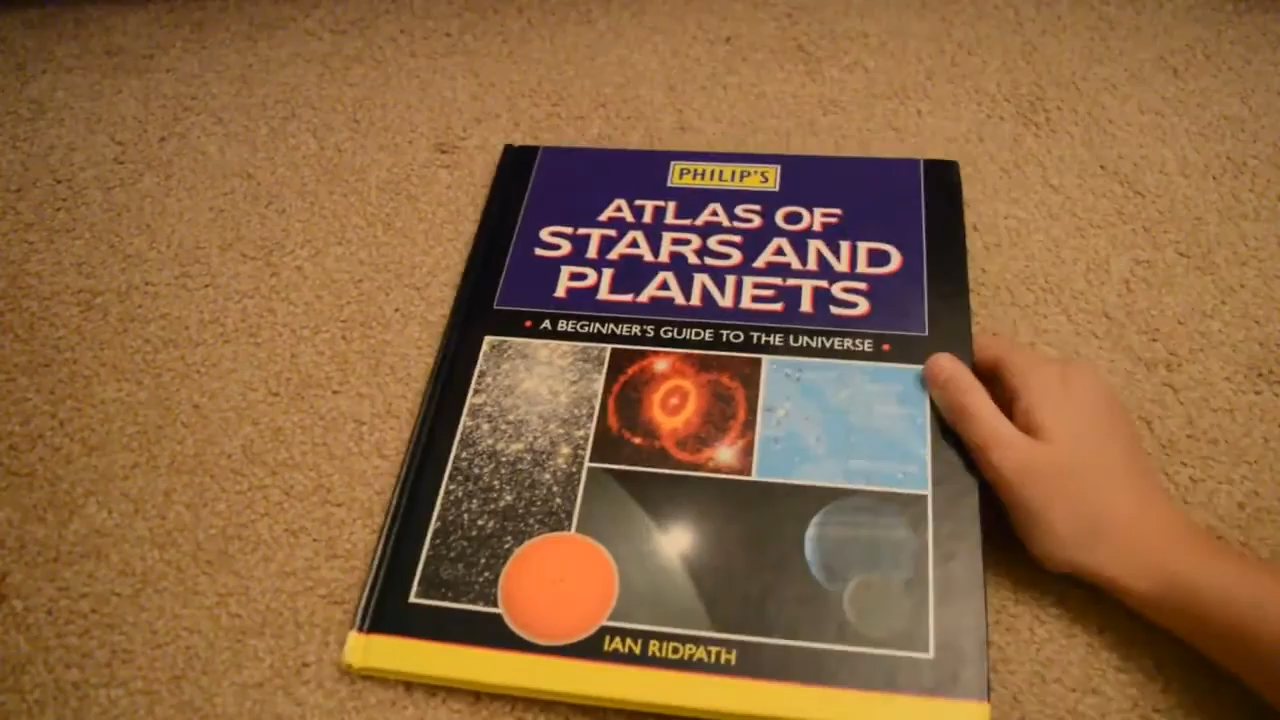 PHILIP'S
ATLAS OF
STARS AND
PLANETS
• A BEGINNER'S GUIDE TO THE UNIVERSE •
IAN RIDPATH